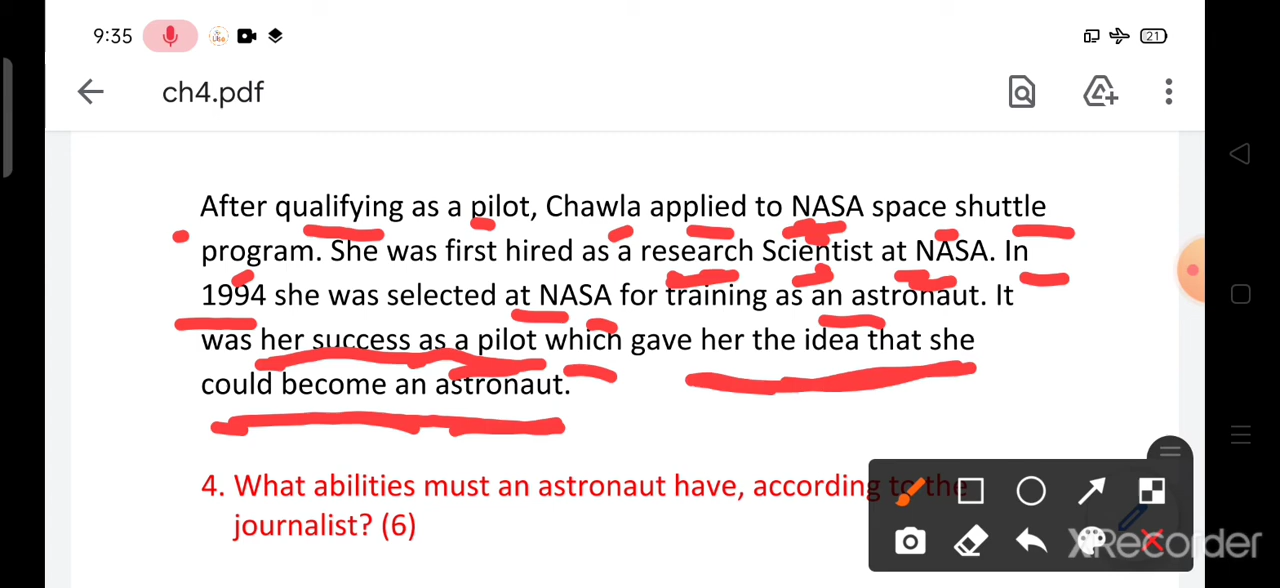 9:35
21
ch4.pdf
After qualifying as a pilot, Chawla applied to NASA space shuttle
program. She was first hired as a research Scientist at NASA. In
1994 she was selected at NASA for training as an astronaut. It
was her success as a pilot which gave her the idea that she
could become an astronaut.
4. What abilities must an astronaut have, according to the
journalist? (6)
XRecorder